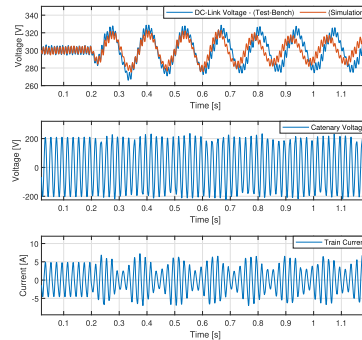 DC-Link Voltage - (Test-Bench) (Simulation
340
320
300
280
260
Voltage [V]
0.1 0.2 0.3 0.4 0.5 0.6 0.7 0.8 0.9 1 1.1
Time [s]
Catenary Voltag
200
0
-200
Voltage [V]
0.1 0.2 0.3 0.4 0.5 0.6 0.7 0.8 0.9 1 1.1
Time [s]
Train Curren
10
5
0
-5
Current [A]
0.1 0.2 0.3 0.4 0.5 0.6 0.7 0.8 0.9 1 1.1
Time [s]